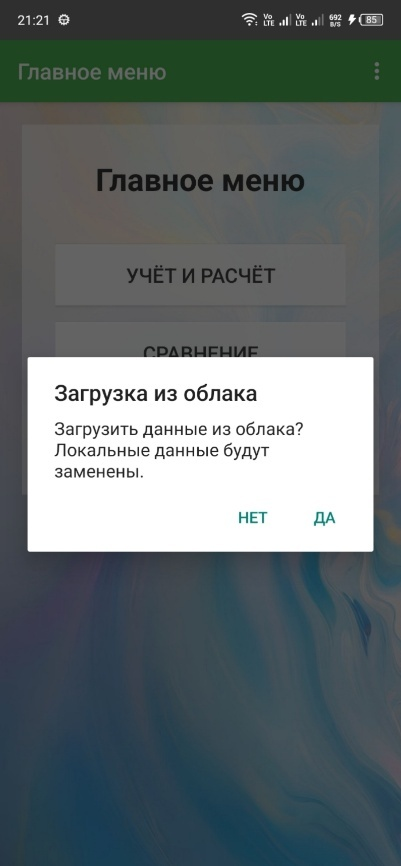 21:21
Vo LTE Vo LTE 692 B/S 85
Главное меню
Главное меню
УЧЁТ И РАСЧЁТ
СРАВНЕНИЕ
Загрузка из облака
Загрузить данные из облака?
Локальные данные будут
заменены.
НЕТ ДА